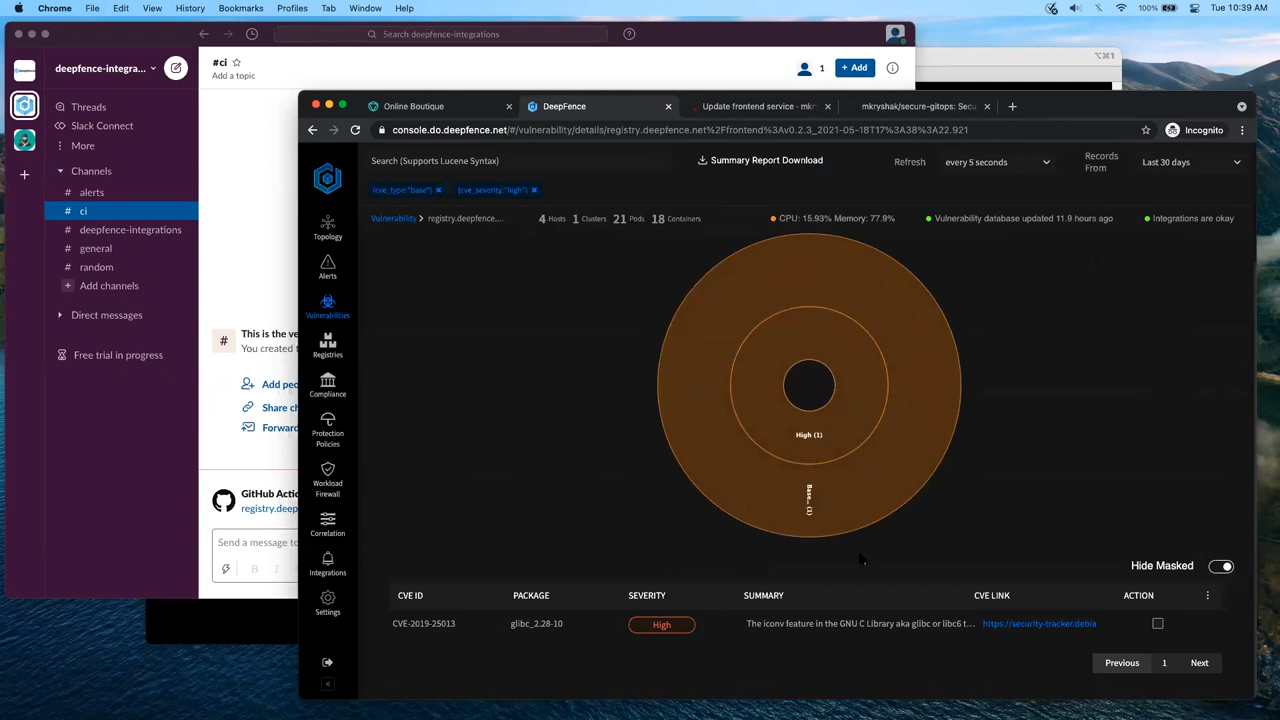 Chrome File Edit View History Bookmarks Profiles Tab Window Help
100% Tue 10:39 AM
Search deepfence-integrations
deepfence-integra...
Threads
Slack Connect
More
Channels
# alerts
# ci
# deepfence-integrations
# general
# random
+ Add channels
Direct messages
Free trial in progress
#ci
Add a topic
1
+ Add
⌥⌘1
#
This is the ve
You created t
Add peo
Share ch
Forward
GitHub Actio
registry.deep
Send a message to
B I
Online Boutique
DeepFence
Update frontend service · mkr
mkryshak/secure-gitops: Secu
console.do.deepfence.net/#/vulnerability/details/registry.deepfence.net%2Ffrontend%3Av0.2.3_2021-05-18T17%3A38%3A22.921
Incognito
Search (Supports Lucene Syntax)
Summary Report Download
Refresh
every 5 seconds
Records From
Last 30 days
(cve_type:"base") ×
(cve_severity:"high") ×
Vulnerability > registry.deepfence....
4 Hosts 1 Clusters 21 Pods 18 Containers
CPU: 15.93% Memory: 77.9%
Vulnerability database updated 11.9 hours ago
Integrations are okay
Topology
Alerts
Vulnerabilities
Registries
Compliance
Protection Policies
Workload Firewall
Correlation
Integrations
Settings
High (1)
Base... (1)
Hide Masked
CVE ID PACKAGE SEVERITY SUMMARY CVE LINK ACTION
CVE-2019-25013 glibc_2.28-10 High The iconv feature in the GNU C Library aka glibc or libc6 t... https://security-tracker.debia
Previous 1 Next